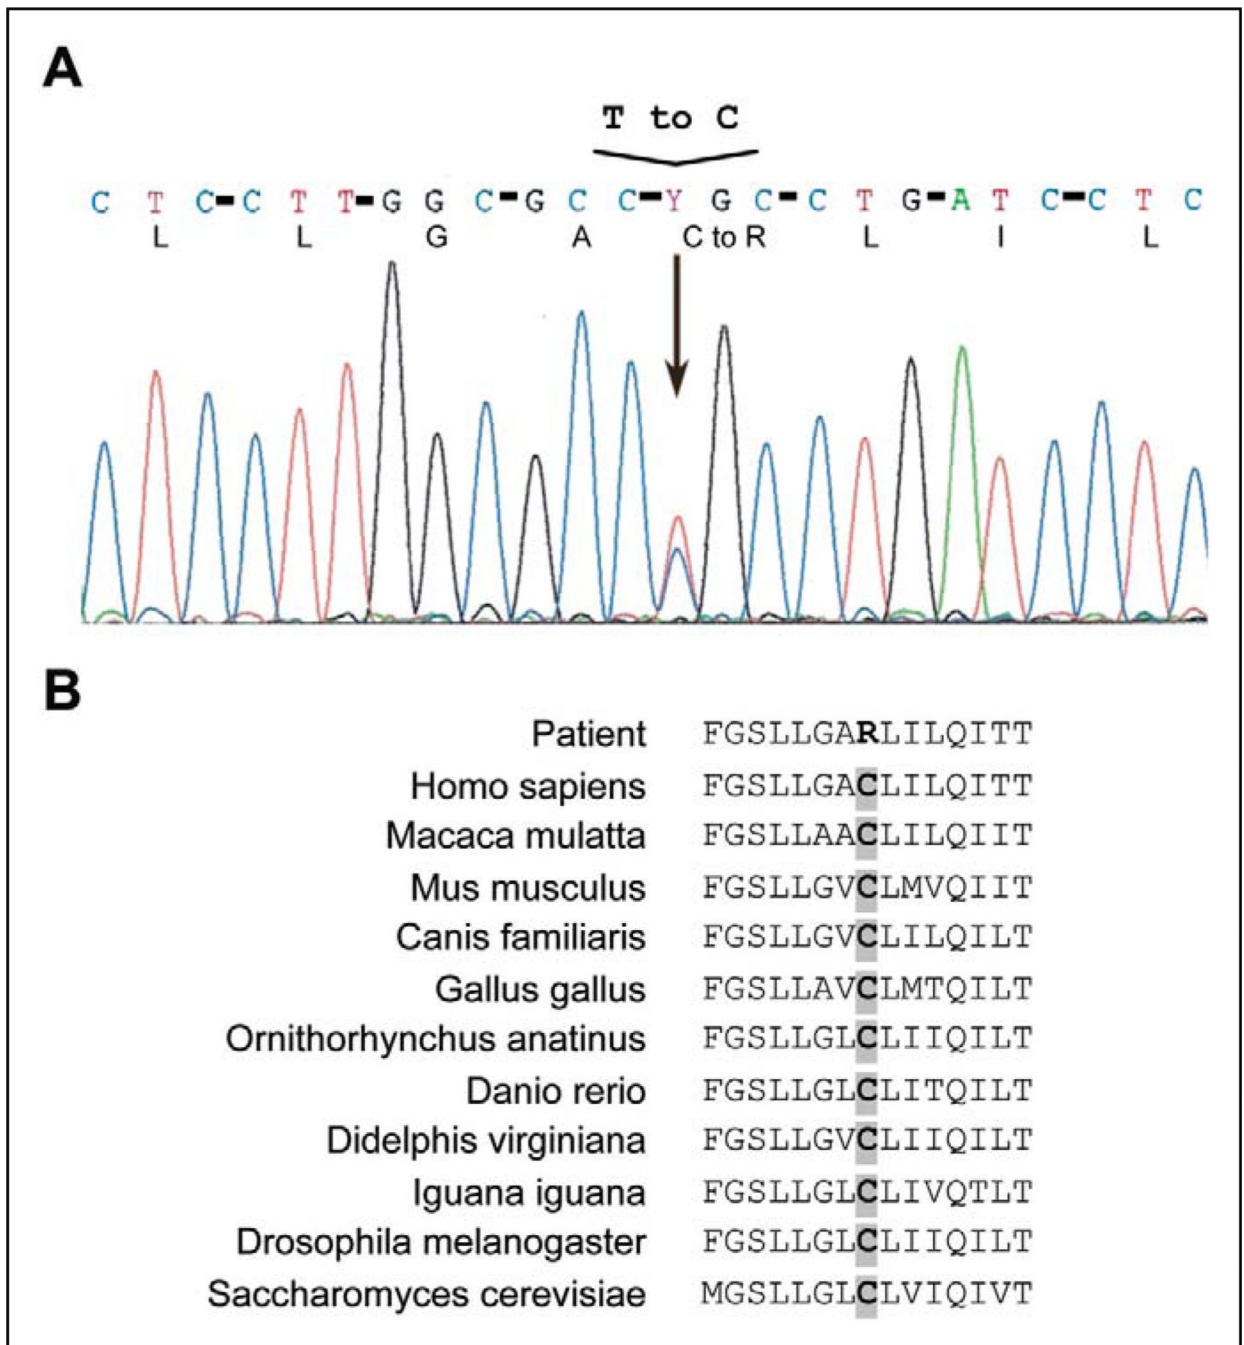 A
T to C
C T C-C T T-G G C-G C C-Y G C-C T G-A T C-C T C
L L G A C to R L I L
B
Patient FGSLLGARLILQITT
Homo sapiens FGSLLGACLILQITT
Macaca mulatta FGSLLAACLILQIIT
Mus musculus FGSLLGVCLMVQIIT
Canis familiaris FGSLLGVCLILQILT
Gallus gallus FGSLLAVCLMTQILT
Ornithorhynchus anatinus FGSLLGLCLIIQILT
Danio rerio FGSLLGLCLITQILT
Didelphis virginiana FGSLLGVCLIIQILT
Iguana iguana FGSLLGLCLIVQTLT
Drosophila melanogaster FGSLLGLCLIIQILT
Saccharomyces cerevisiae MGSLLGLCLVIQIVT